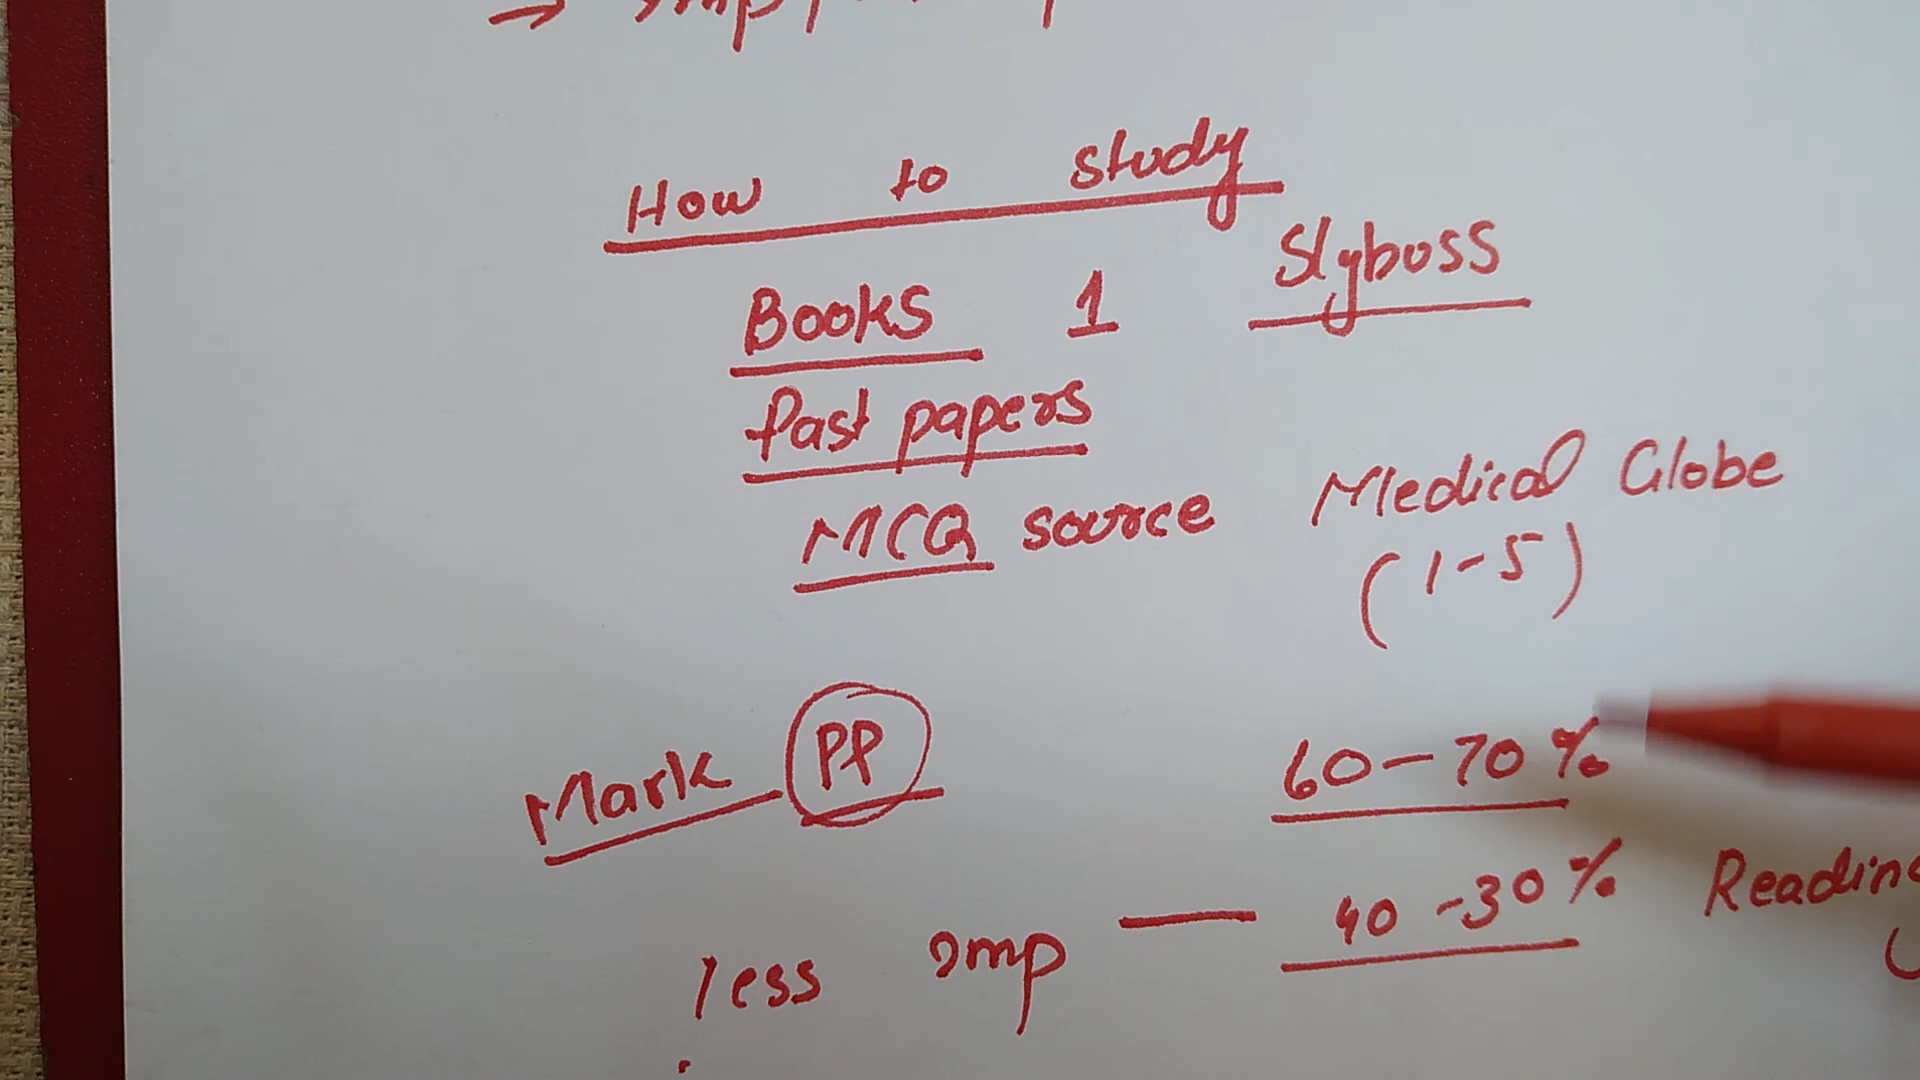 How to study
Slyboss
Books 1
Past papers
MCQ source Medical Globe
(1-5)
Mark PP 60-70%
less Imp — 40-30% Reading